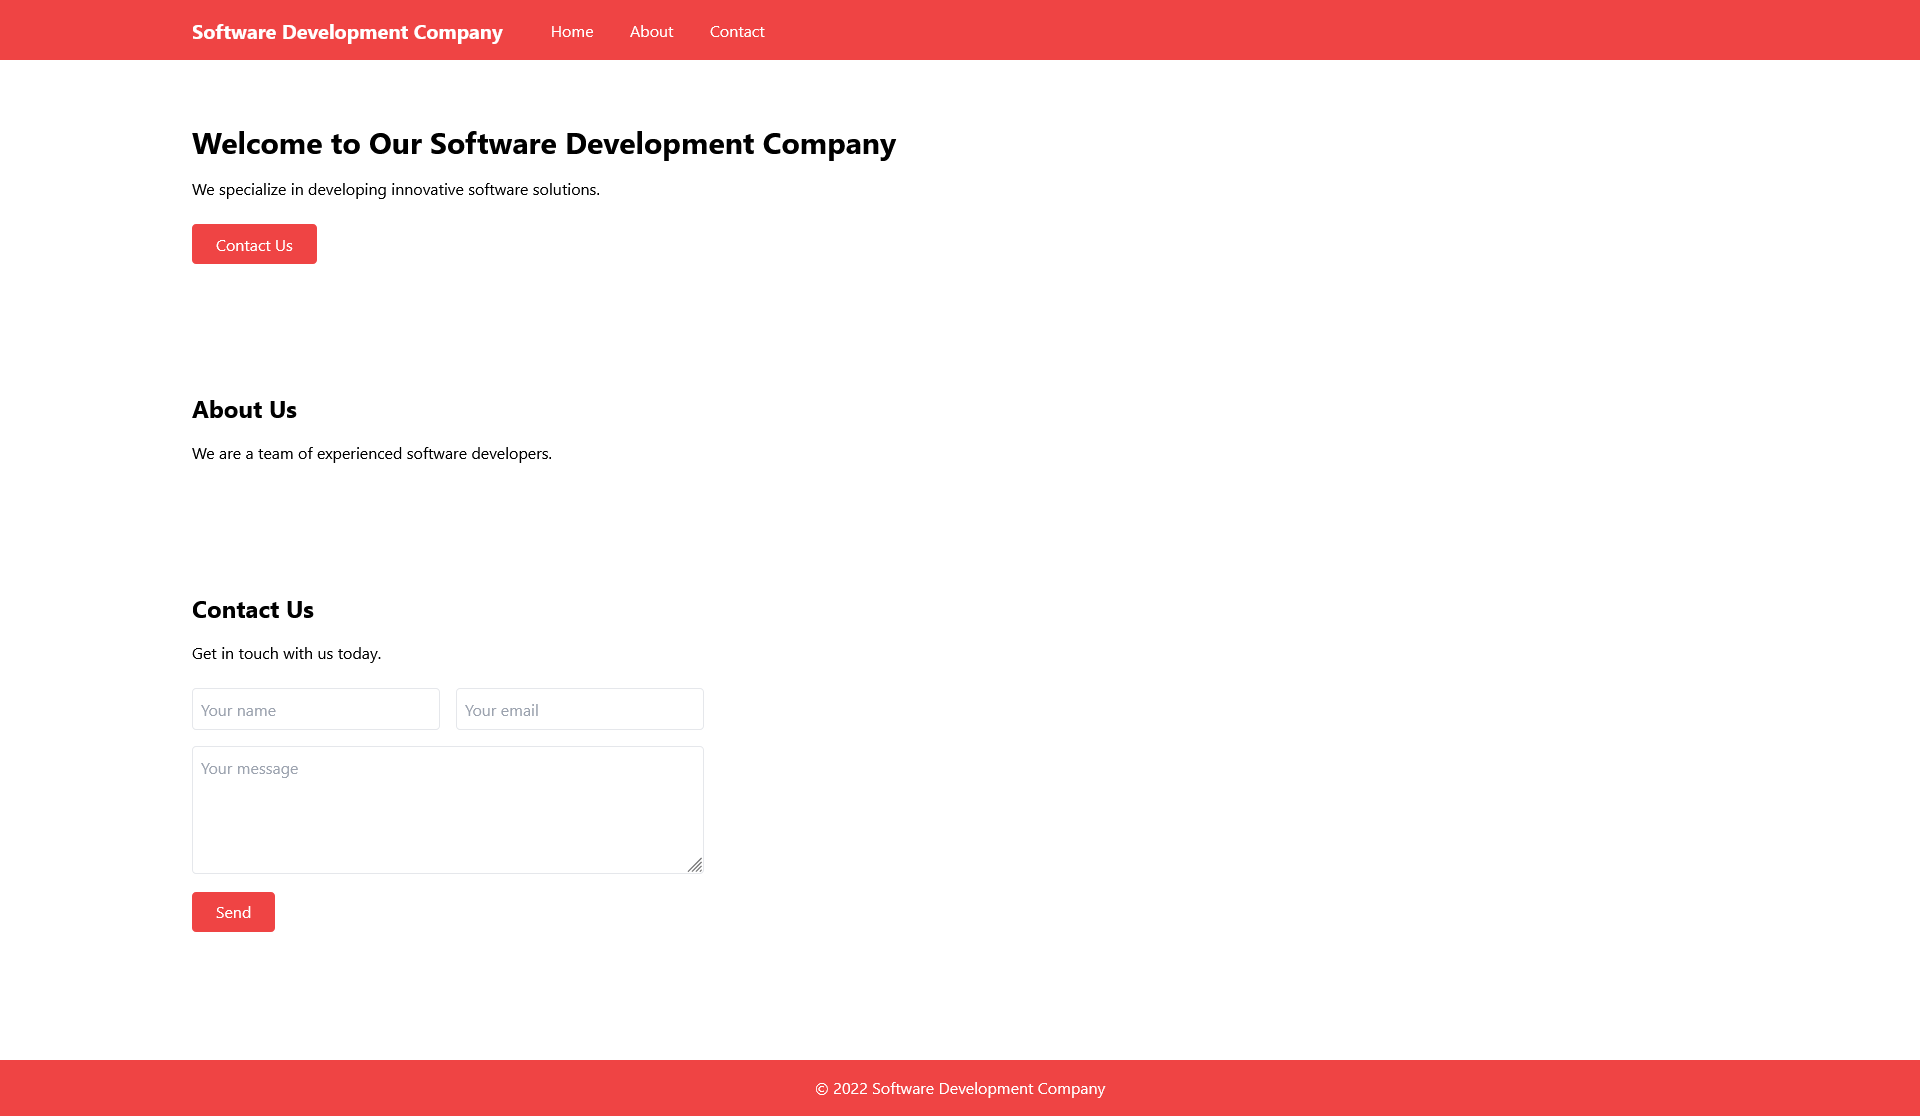 Software Development Company Home About Contact
Welcome to Our Software Development Company
We specialize in developing innovative software solutions.
Contact Us
About Us
We are a team of experienced software developers.
Contact Us
Get in touch with us today.
Your name Your email
Your message
Send
© 2022 Software Development Company